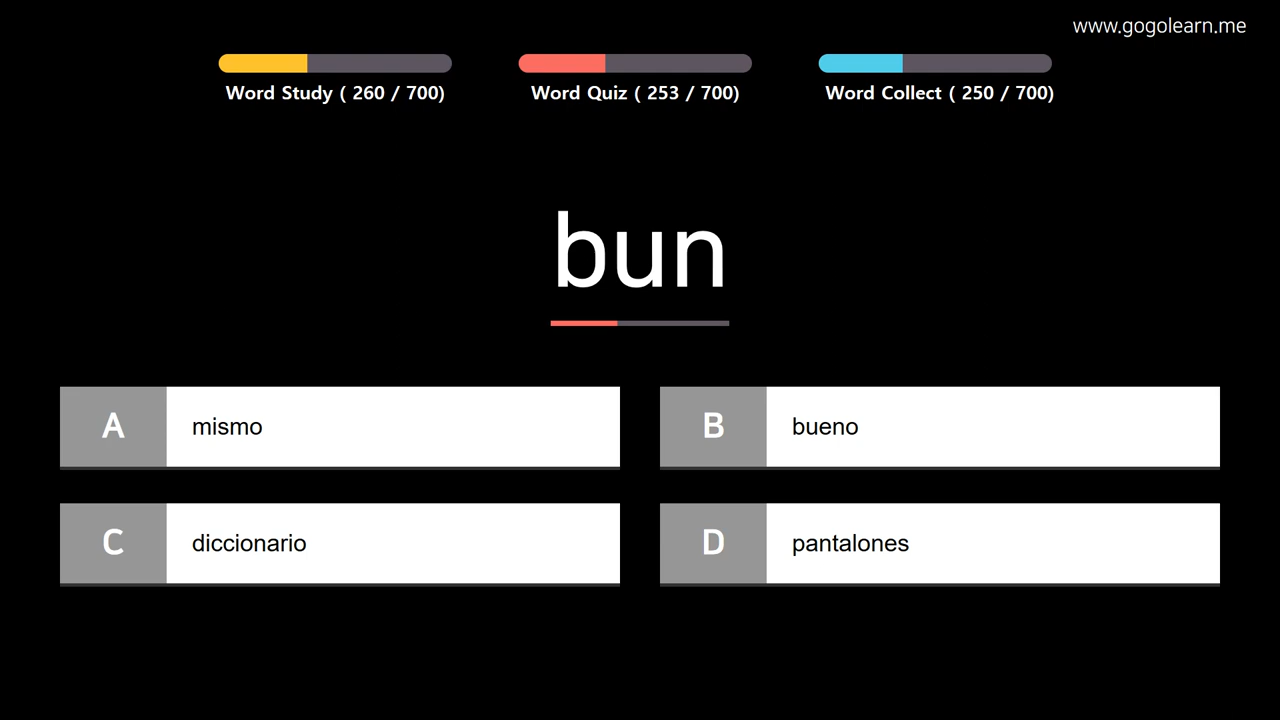 www.gogolearn.me
Word Study ( 260 / 700)
Word Quiz ( 253 / 700)
Word Collect ( 250 / 700)
bun
A mismo
B bueno
C diccionario
D pantalones